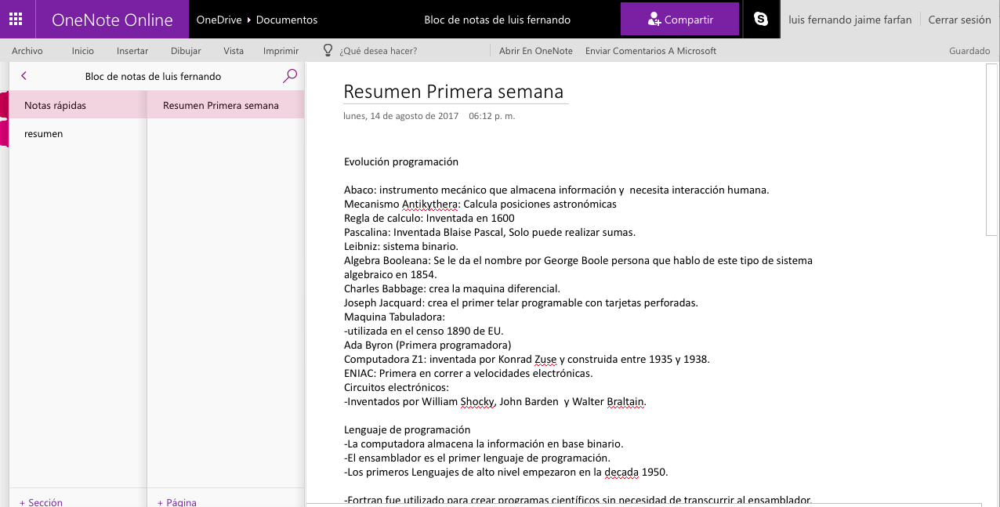 OneNote Online
OneDrive ▸ Documentos
Bloc de notas de luis fernando
Compartir
luis fernando jaime farfan
Cerrar sesión
Archivo
Inicio
Insertar
Dibujar
Vista
Imprimir
¿Qué desea hacer?
Abrir En OneNote
Enviar Comentarios A Microsoft
Guardado
Bloc de notas de luis fernando
Notas rápidas
resumen
+ Sección
Resumen Primera semana
+ Página
Resumen Primera semana
lunes, 14 de agosto de 2017 06:12 p. m.
Evolución programación
Abaco: instrumento mecánico que almacena información y  necesita interacción humana.
Mecanismo Antikythera: Calcula posiciones astronómicas
Regla de calculo: Inventada en 1600
Pascalina: Inventada Blaise Pascal, Solo puede realizar sumas.
Leibniz: sistema binario.
Algebra Booleana: Se le da el nombre por George Boole persona que hablo de este tipo de sistema
algebraico en 1854.
Charles Babbage: crea la maquina diferencial.
Joseph Jacquard: crea el primer telar programable con tarjetas perforadas.
Maquina Tabuladora:
-utilizada en el censo 1890 de EU.
Ada Byron (Primera programadora)
Computadora Z1: inventada por Konrad Zuse y construida entre 1935 y 1938.
ENIAC: Primera en correr a velocidades electrónicas.
Circuitos electrónicos:
-Inventados por William Shocky, John Barden  y Walter Braltain.
Lenguaje de programación
-La computadora almacena la información en base binario.
-El ensamblador es el primer lenguaje de programación.
-Los primeros Lenguajes de alto nivel empezaron en la decada 1950.
-Fortran fue utilizado para crear programas científicos sin necesidad de transcurrir al ensamblador.